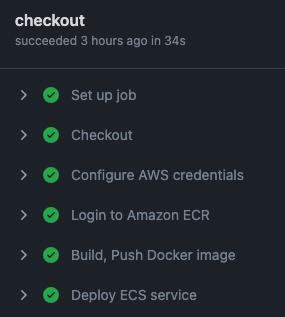 checkout
succeeded 3 hours ago in 34s
Set up job
Checkout
Configure AWS credentials
Login to Amazon ECR
Build, Push Docker image
Deploy ECS service